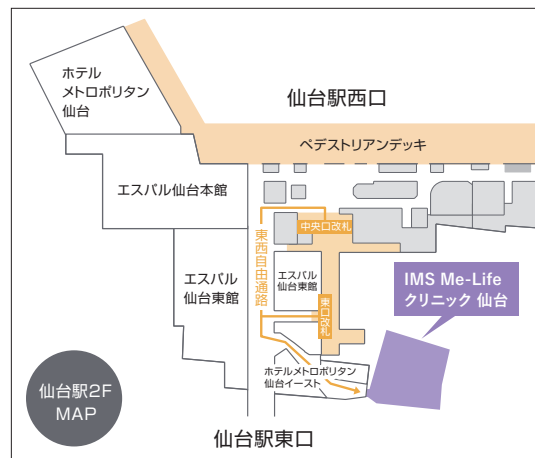 ホテル
メトロポリタン
仙台
仙台駅西口
ペデストリアンデッキ
エスパル仙台本館
中央口改札
東西自由通路
エスパル
仙台東館
エスパル
仙台東館
東口改札
IMS Me-Life
クリニック 仙台
ホテルメトロポリタン
仙台イースト
仙台駅2F
MAP
仙台駅東口